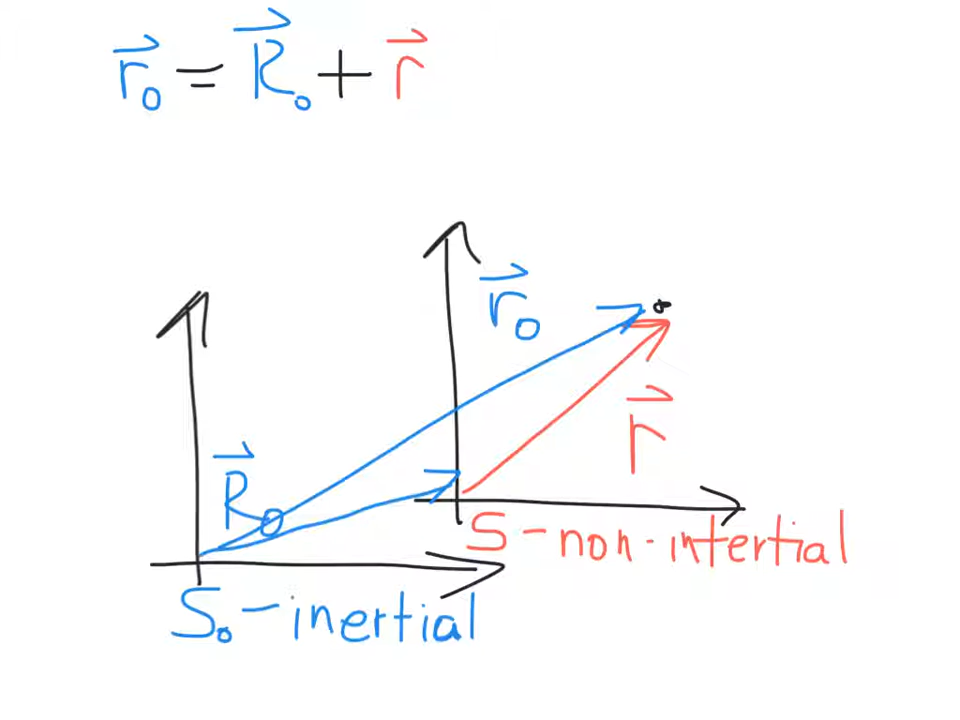 r⃗₀ = R⃗₀ + r⃗
r⃗₀
r⃗
R⃗₀
S - non-intertial
S₀ - inertial